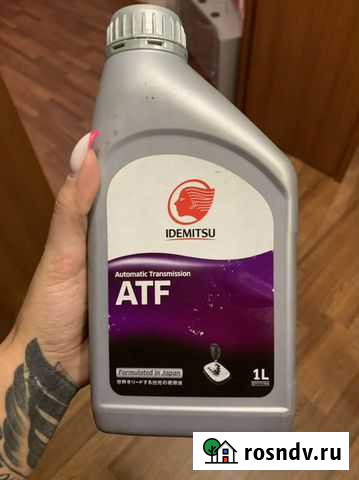 IDEMITSU
Automatic Transmission
ATF
Formulated in Japan
1L
rosndv.ru